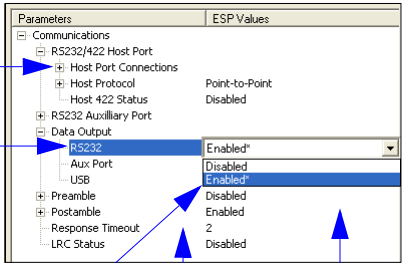 Parameters ESP Values
Communications
RS232/422 Host Port
Host Port Connections
Host Protocol Point-to-Point
Host 422 Status Disabled
RS232 Auxilliary Port
Data Output
RS232 Enabled*
Aux Port Disabled
USB Enabled*
Preamble Disabled
Postamble Enabled
Response Timeout 2
LRC Status Disabled